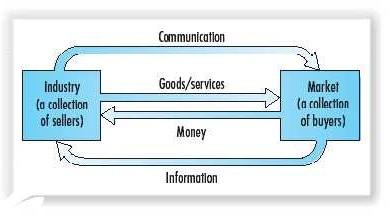 Communication
Industry
(a collection
of sellers)
Goods/services
Money
Market
(a collection
of buyers)
Information